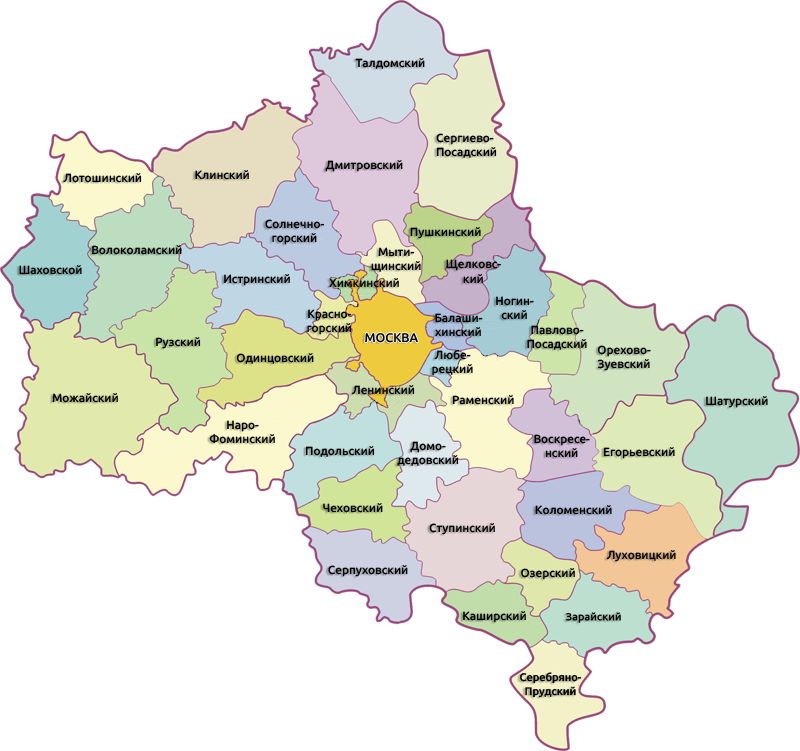 Талдомский
Сергиево-
Посадский
Дмитровский
Клинский
Лотошинский
Солнечно-
горский
Пушкинский
Волоколамский
Мыти-
щинский
Щелковс-
кий
Шаховской
Истринский
Химкинский
Ногин-
ский
Красно-
горский
Балаши-
хинский
Павлово-
Посадский
МОСКВА
Рузский
Одинцовский
Любе-
рецкий
Орехово-
Зуевский
Можайский
Ленинский
Раменский
Шатурский
Наро-
Фоминский
Подольский
Домо-
дедовский
Воскресе-
нский
Егорьевский
Чеховский
Ступинский
Коломенский
Луховицкий
Серпуховский
Озерский
Каширский
Зарайский
Серебряно-
Прудский